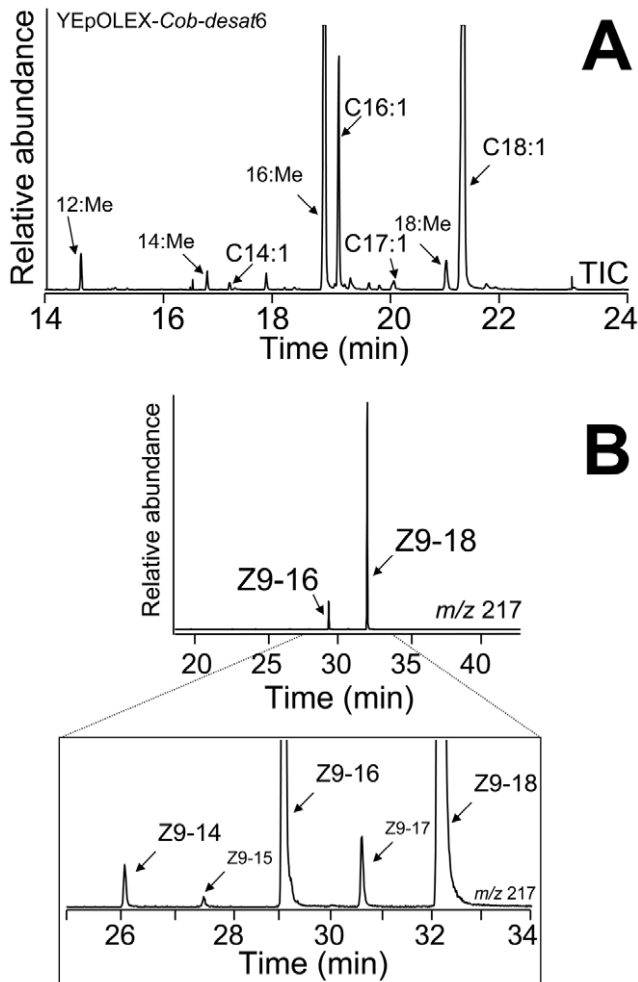 YEpOLEX-Cob-desat6
A
Relative abundance
12:Me
14:Me
C14:1
16:Me
C16:1
C17:1
18:Me
C18:1
TIC
14 16 18 20 22 24
Time (min)
B
Relative abundance
Z9-16
Z9-18
m/z 217
20 25 30 35 40
Time (min)
Z9-14
Z9-15
Z9-16
Z9-17
Z9-18
m/z 217
26 28 30 32 34
Time (min)